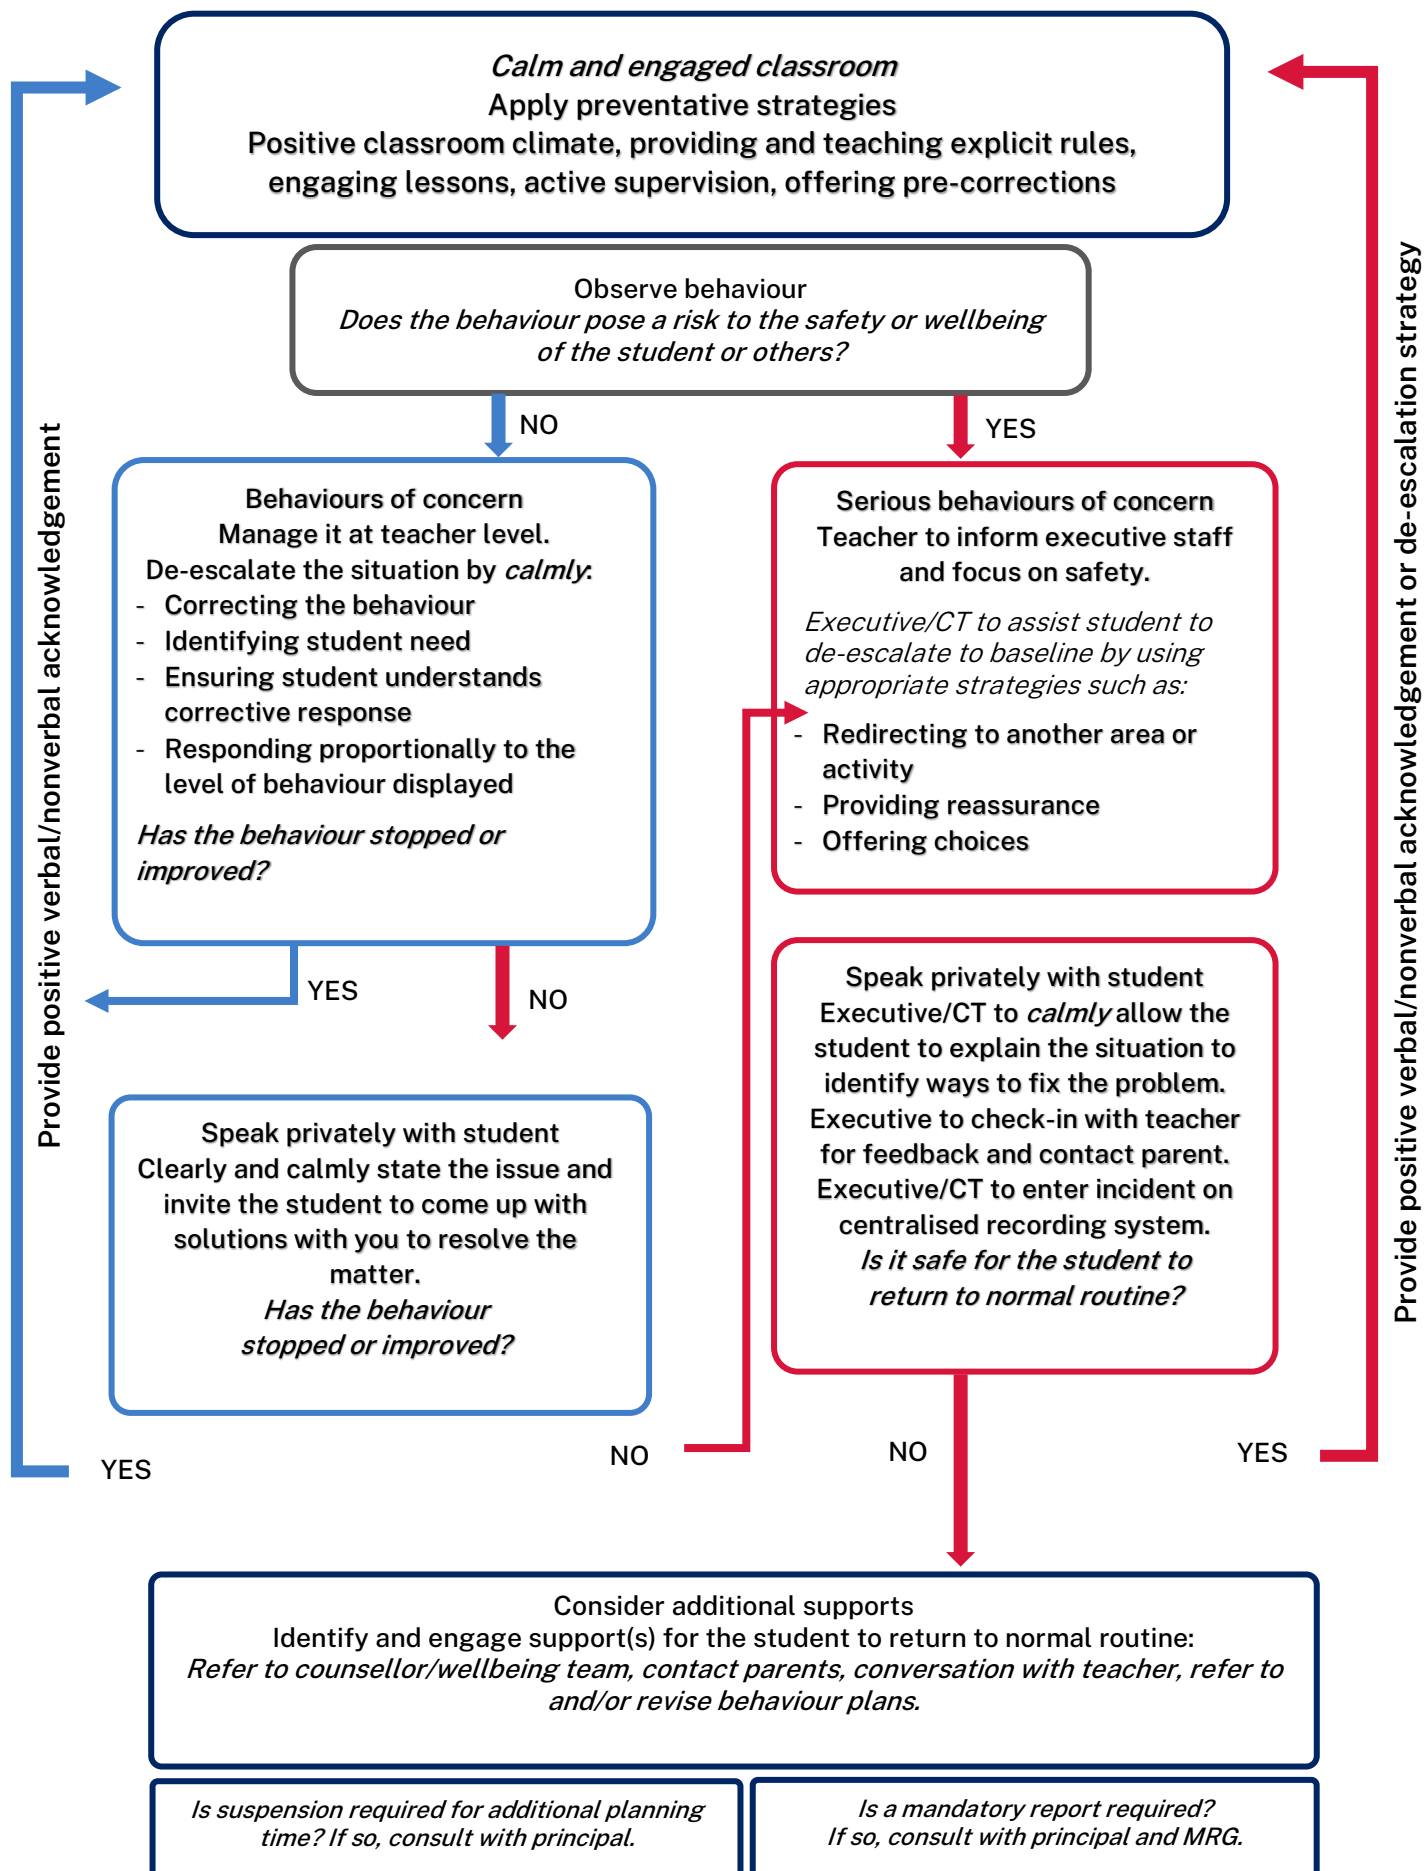 Calm and engaged classroom
Apply preventative strategies
Positive classroom climate, providing and teaching explicit rules,
engaging lessons, active supervision, offering pre-corrections
Observe behaviour
Does the behaviour pose a risk to the safety or wellbeing
of the student or others?
NO
YES
Behaviours of concern
Manage it at teacher level.
De-escalate the situation by calmly:
- Correcting the behaviour
- Identifying student need
- Ensuring student understands
corrective response
- Responding proportionally to the
level of behaviour displayed
Has the behaviour stopped or
improved?
Serious behaviours of concern
Teacher to inform executive staff
and focus on safety.
Executive/CT to assist student to
de-escalate to baseline by using
appropriate strategies such as:
- Redirecting to another area or
activity
- Providing reassurance
- Offering choices
YES
NO
Speak privately with student
Clearly and calmly state the issue and
invite the student to come up with
solutions with you to resolve the
matter.
Has the behaviour
stopped or improved?
Speak privately with student
Executive/CT to calmly allow the
student to explain the situation to
identify ways to fix the problem.
Executive to check-in with teacher
for feedback and contact parent.
Executive/CT to enter incident on
centralised recording system.
Is it safe for the student to
return to normal routine?
YES
NO
NO
YES
Provide positive verbal/nonverbal acknowledgement
Provide positive verbal/nonverbal acknowledgement or de-escalation strategy
Consider additional supports
Identify and engage support(s) for the student to return to normal routine:
Refer to counsellor/wellbeing team, contact parents, conversation with teacher, refer to
and/or revise behaviour plans.
Is suspension required for additional planning
time? If so, consult with principal.
Is a mandatory report required?
If so, consult with principal and MRG.